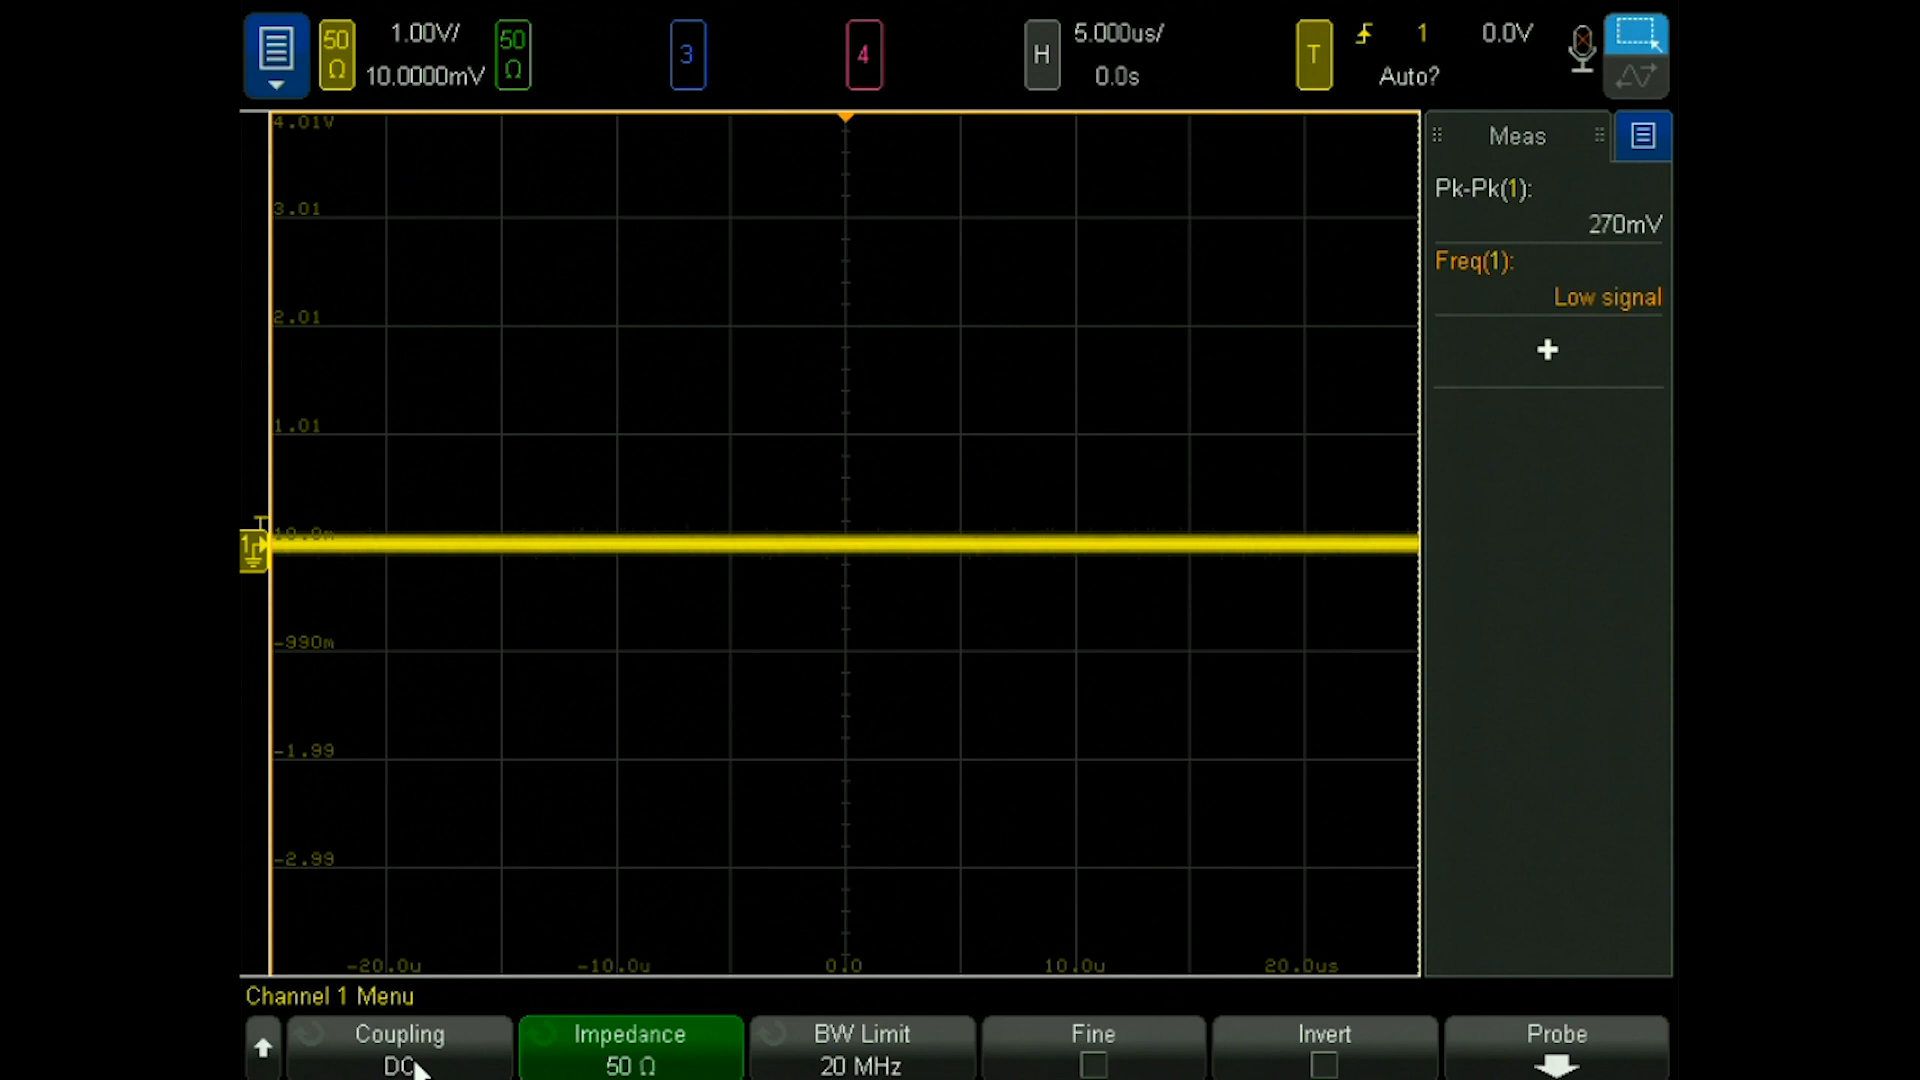 50
Ω
1.00V/
10.0000mV
50
Ω
3
4
H
5.000us/
0.0s
T
1
0.0V
Auto?
4.01V
3.01
2.01
1.01
10.0m
-990m
-1.99
-2.99
-20.0u
-10.0u
0.0
10.0u
20.0us
T
1
Meas
Pk-Pk(1):
270mV
Freq(1):
Low signal
Channel 1 Menu
Coupling
DC
Impedance
50 Ω
BW Limit
20 MHz
Fine
Invert
Probe